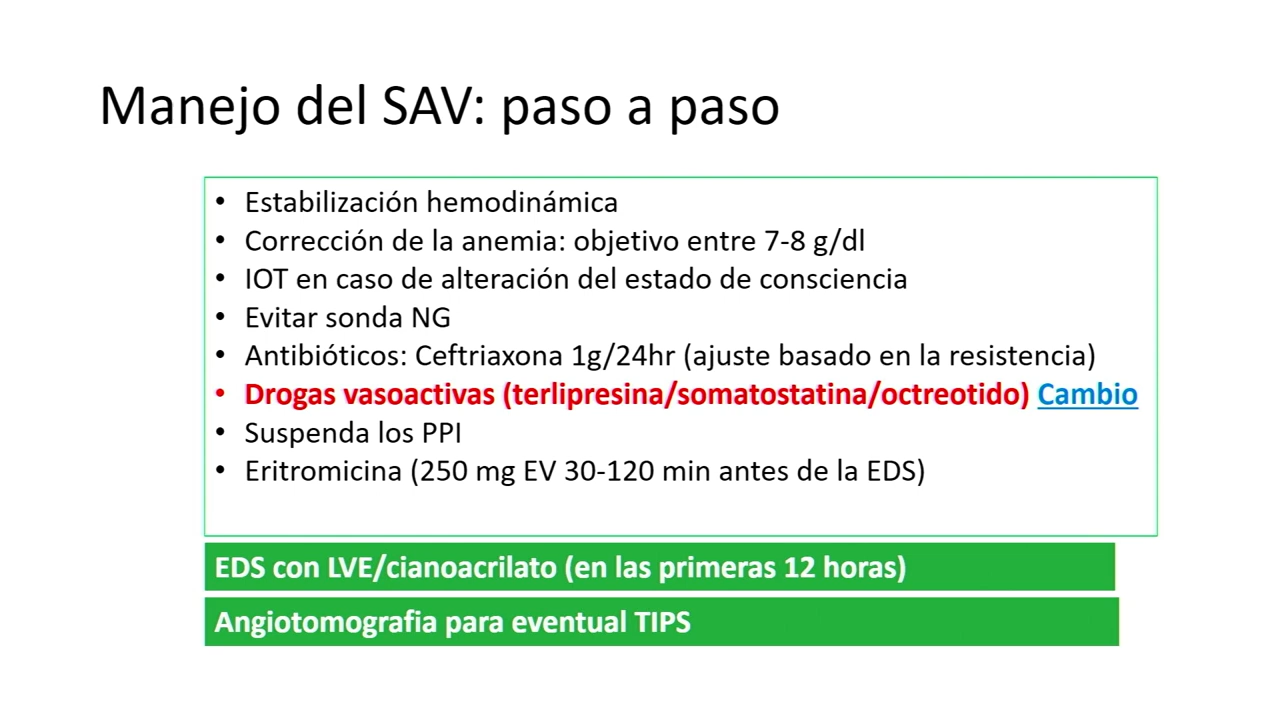 Manejo del SAV: paso a paso
• Estabilización hemodinámica
• Corrección de la anemia: objetivo entre 7-8 g/dl
• IOT en caso de alteración del estado de consciencia
• Evitar sonda NG
• Antibióticos: Ceftriaxona 1g/24hr (ajuste basado en la resistencia)
• Drogas vasoactivas (terlipresina/somatostatina/octreotido) Cambio
• Suspenda los PPI
• Eritromicina (250 mg EV 30-120 min antes de la EDS)
EDS con LVE/cianoacrilato (en las primeras 12 horas)
Angiotomografia para eventual TIPS